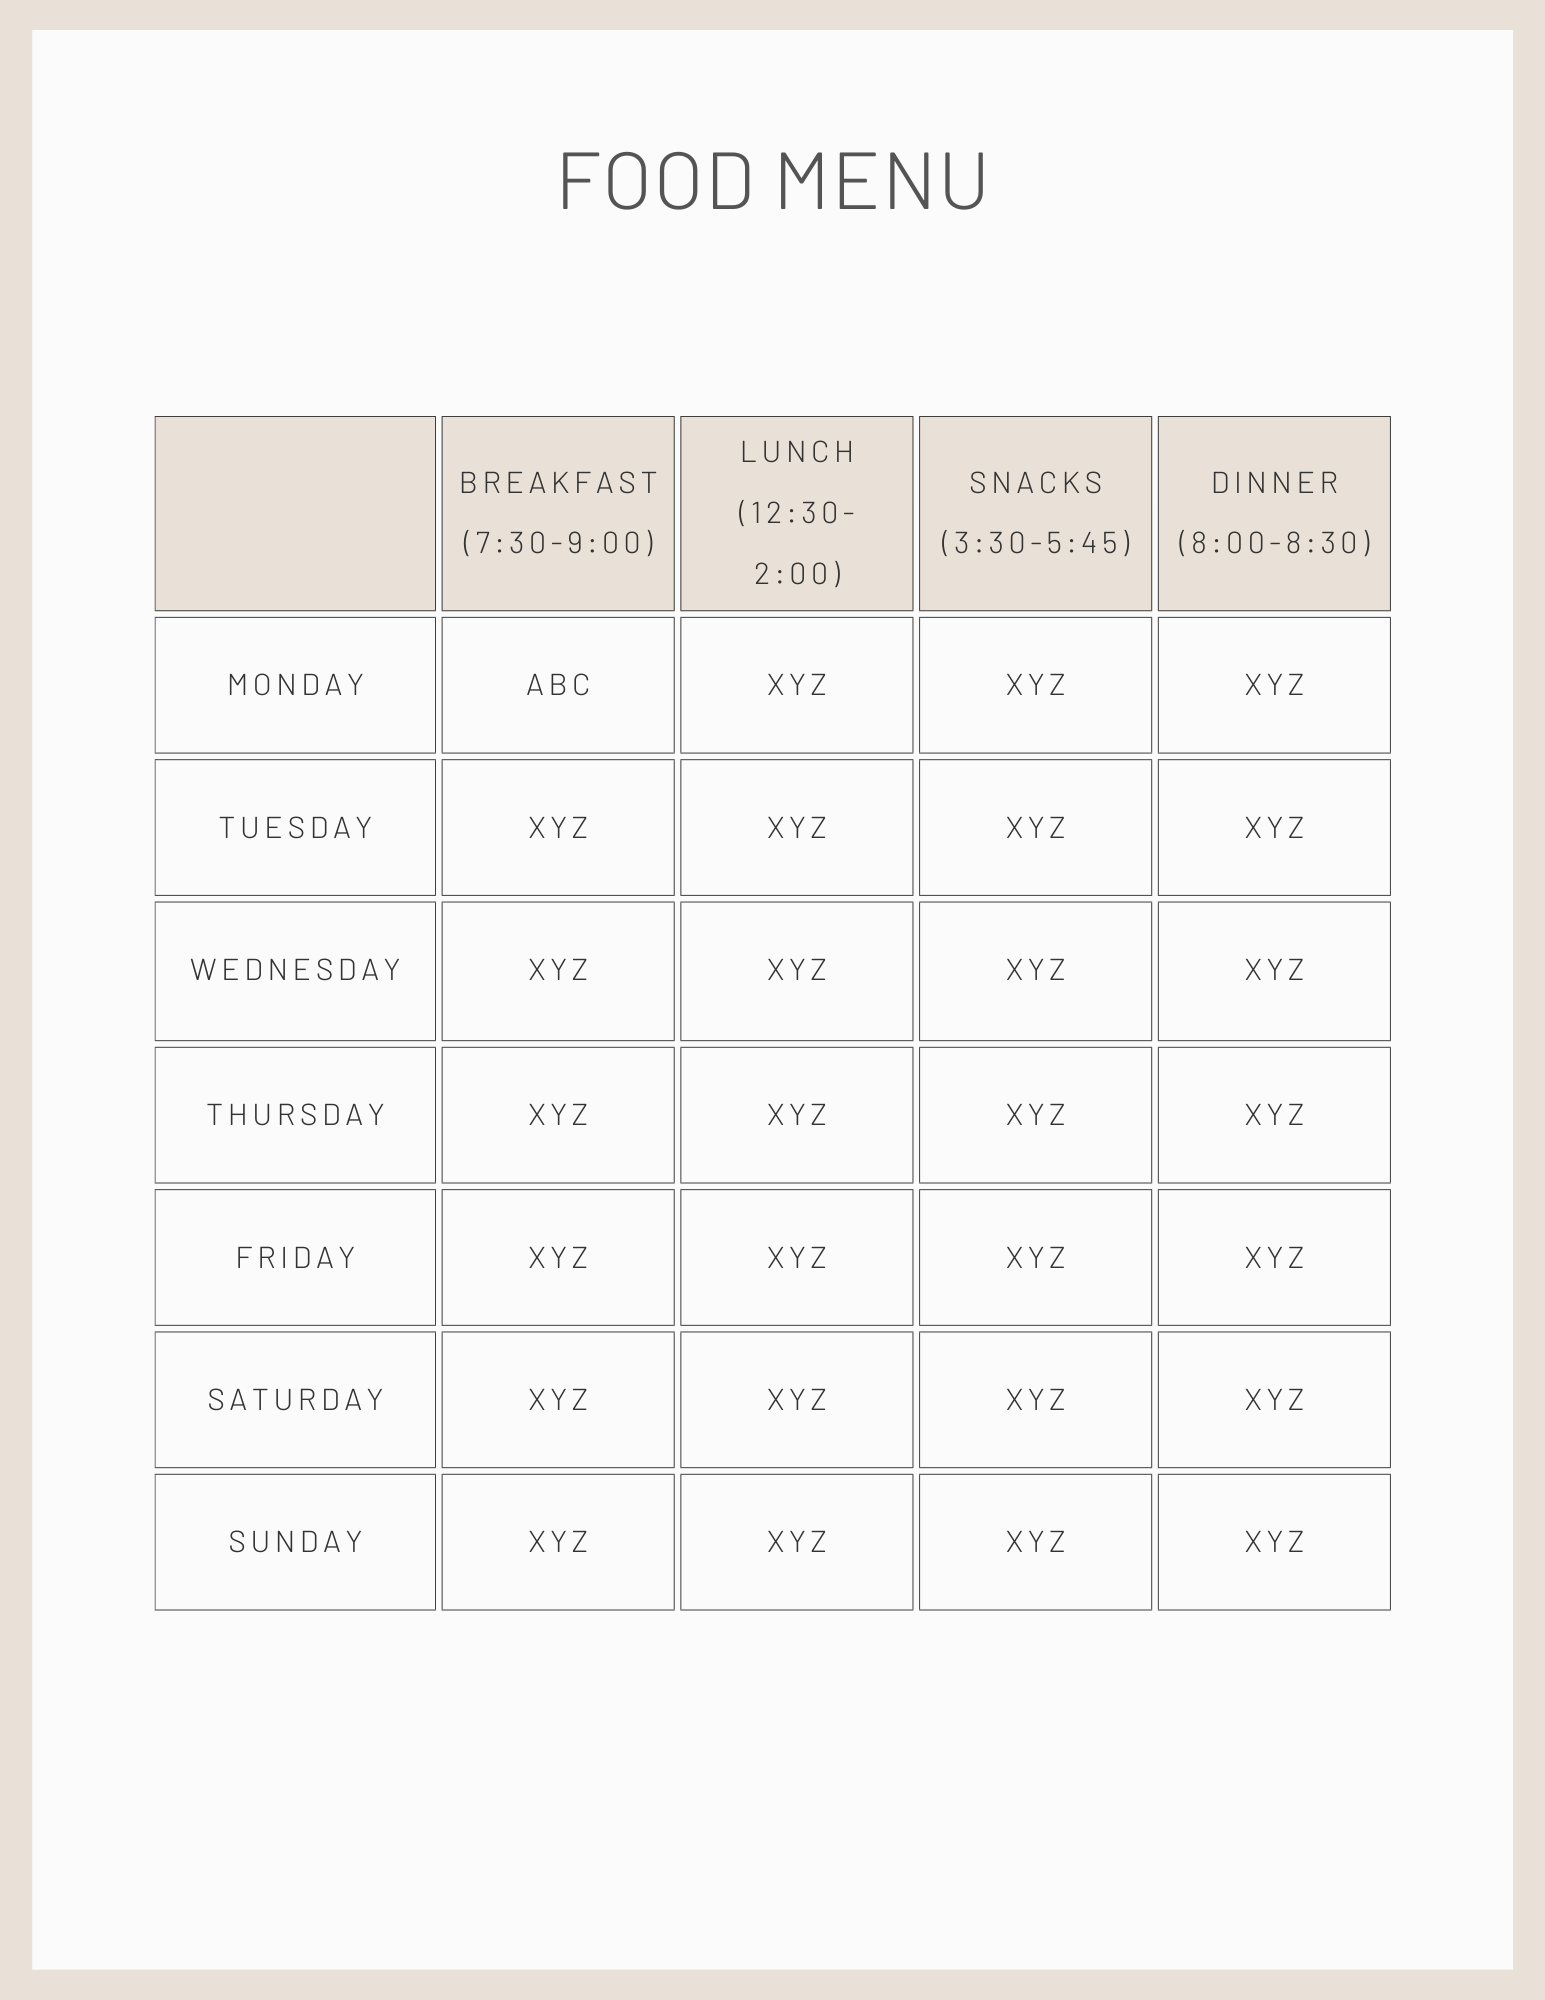 FOOD MENU
BREAKFAST
(7:30-9:00)
LUNCH
(12:30-
2:00)
SNACKS
(3:30-5:45)
DINNER
(8:00-8:30)
MONDAY ABC XYZ XYZ XYZ
TUESDAY XYZ XYZ XYZ XYZ
WEDNESDAY XYZ XYZ XYZ XYZ
THURSDAY XYZ XYZ XYZ XYZ
FRIDAY XYZ XYZ XYZ XYZ
SATURDAY XYZ XYZ XYZ XYZ
SUNDAY XYZ XYZ XYZ XYZ